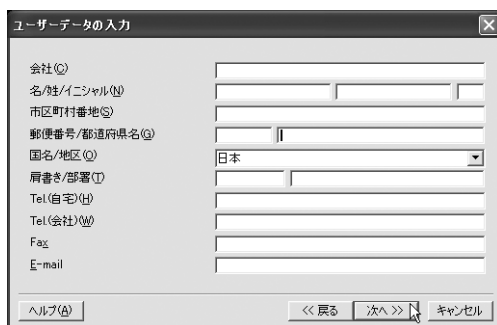 ユーザーデータの入力
会社(C)
名/姓/イニシャル(N)
市区町村番地(S)
郵便番号/都道府県名(G)
国名/地区(O) 日本
肩書き/部署(T)
Tel.(自宅)(H)
Tel.(会社)(W)
Fax
E-mail
ヘルプ(A) << 戻る 次へ >> キャンセル